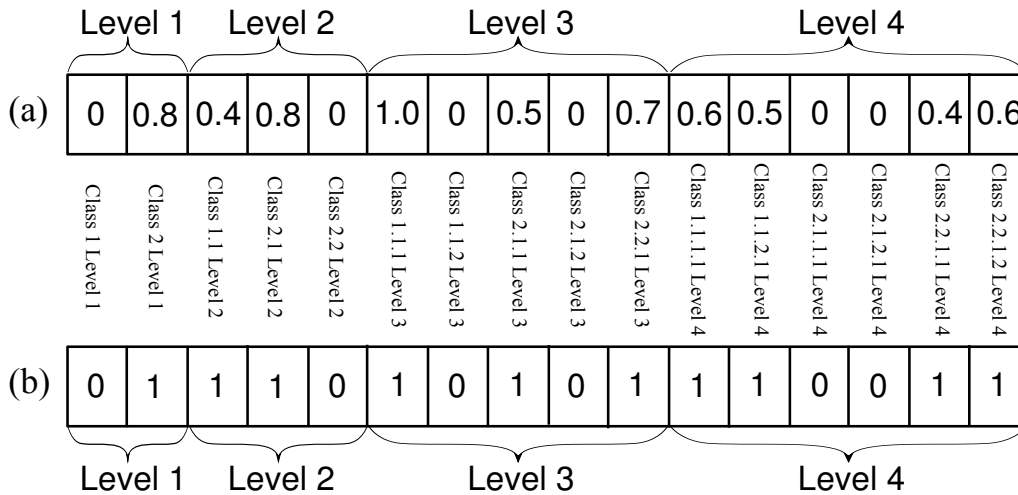 Level 1 Level 2 Level 3 Level 4
(a) 0 0.8 0.4 0.8 0 1.0 0 0.5 0 0.7 0.6 0.5 0 0 0.4 0.6
Class 1 Level 1
Class 2 Level 1
Class 1.1 Level 2
Class 2.1 Level 2
Class 2.2 Level 2
Class 1.1.1 Level 3
Class 1.1.2 Level 3
Class 2.1.1 Level 3
Class 2.1.2 Level 3
Class 2.2.1 Level 3
Class 1.1.1.1 Level 4
Class 1.1.2.1 Level 4
Class 2.1.1.1 Level 4
Class 2.1.2.1 Level 4
Class 2.2.1.1 Level 4
Class 2.2.1.2 Level 4
(b) 0 1 1 1 0 1 0 1 0 1 1 1 0 0 1 1
Level 1 Level 2 Level 3 Level 4